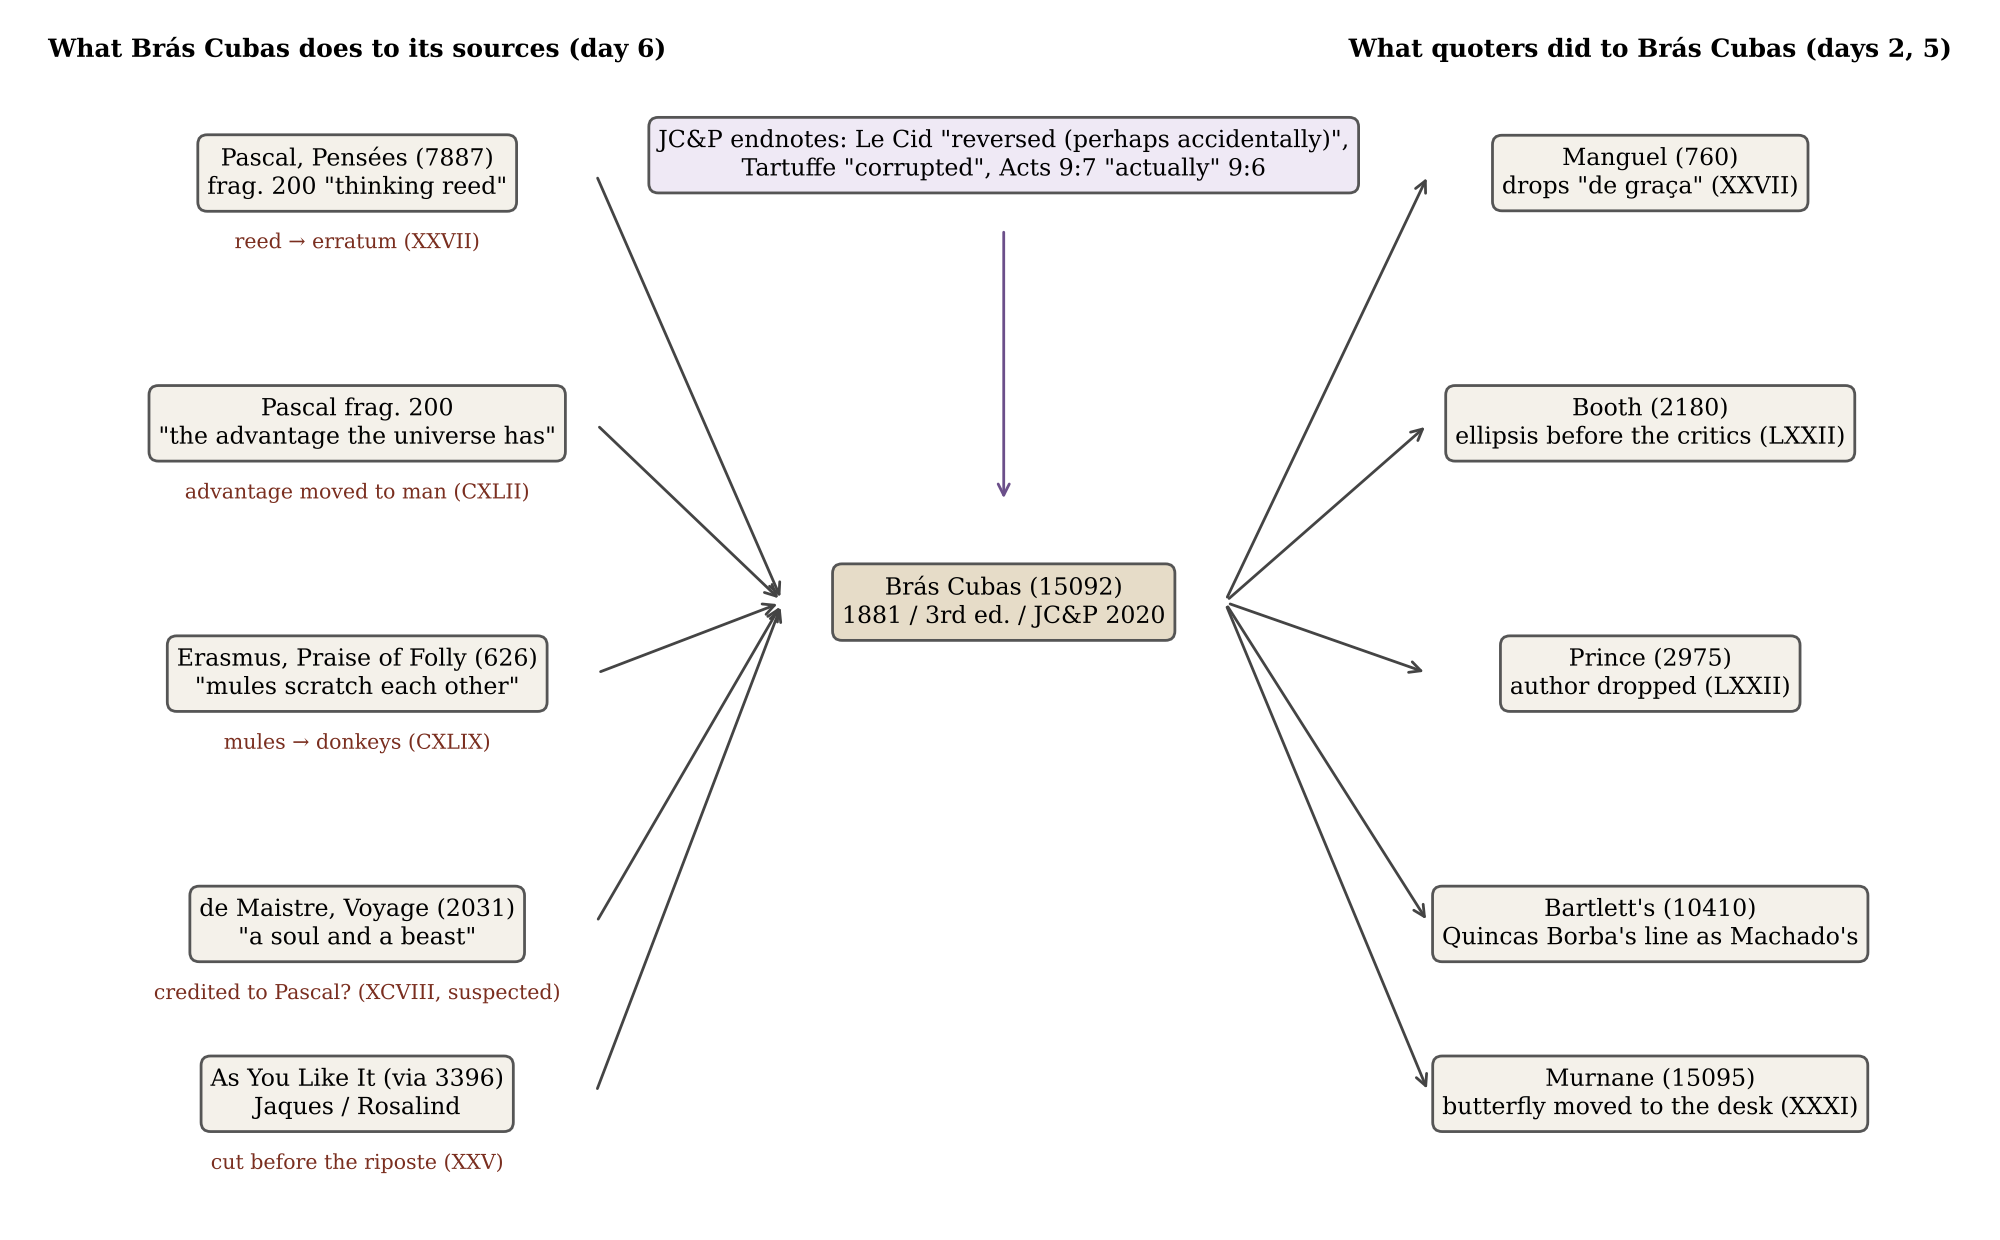 What Brás Cubas does to its sources (day 6)
What quoters did to Brás Cubas (days 2, 5)
JC&P endnotes: Le Cid "reversed (perhaps accidentally)",
Tartuffe "corrupted", Acts 9:7 "actually" 9:6
Pascal, Pensées (7887)
frag. 200 "thinking reed"
reed → erratum (XXVII)
Pascal frag. 200
"the advantage the universe has"
advantage moved to man (CXLII)
Erasmus, Praise of Folly (626)
"mules scratch each other"
mules → donkeys (CXLIX)
de Maistre, Voyage (2031)
"a soul and a beast"
credited to Pascal? (XCVIII, suspected)
As You Like It (via 3396)
Jaques / Rosalind
cut before the riposte (XXV)
Brás Cubas (15092)
1881 / 3rd ed. / JC&P 2020
Manguel (760)
drops "de graça" (XXVII)
Booth (2180)
ellipsis before the critics (LXXII)
Prince (2975)
author dropped (LXXII)
Bartlett's (10410)
Quincas Borba's line as Machado's
Murnane (15095)
butterfly moved to the desk (XXXI)